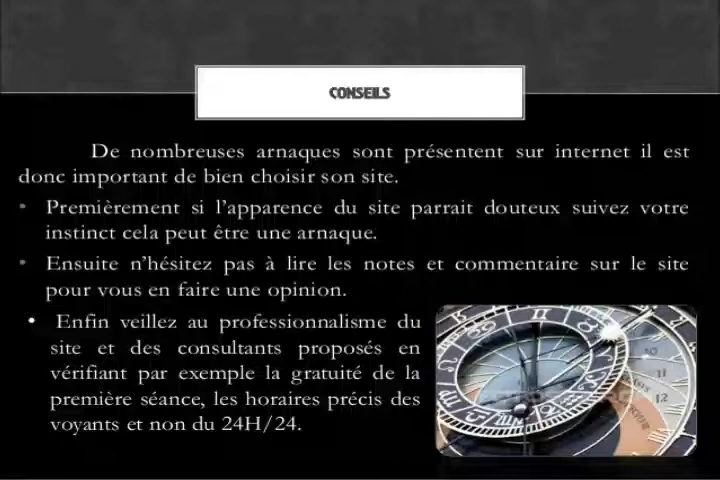 CONSEILS
De nombreuses arnaques sont présentent sur internet il est
donc important de bien choisir son site.
• Premièrement si l'apparence du site parrait douteux suivez votre
instinct cela peut être une arnaque.
• Ensuite n'hésitez pas à lire les notes et commentaire sur le site
pour vous en faire une opinion.
• Enfin veillez au professionnalisme du
site et des consultants proposés en
vérifiant par exemple la gratuité de la
première séance, les horaires précis des
voyants et non du 24H/24.